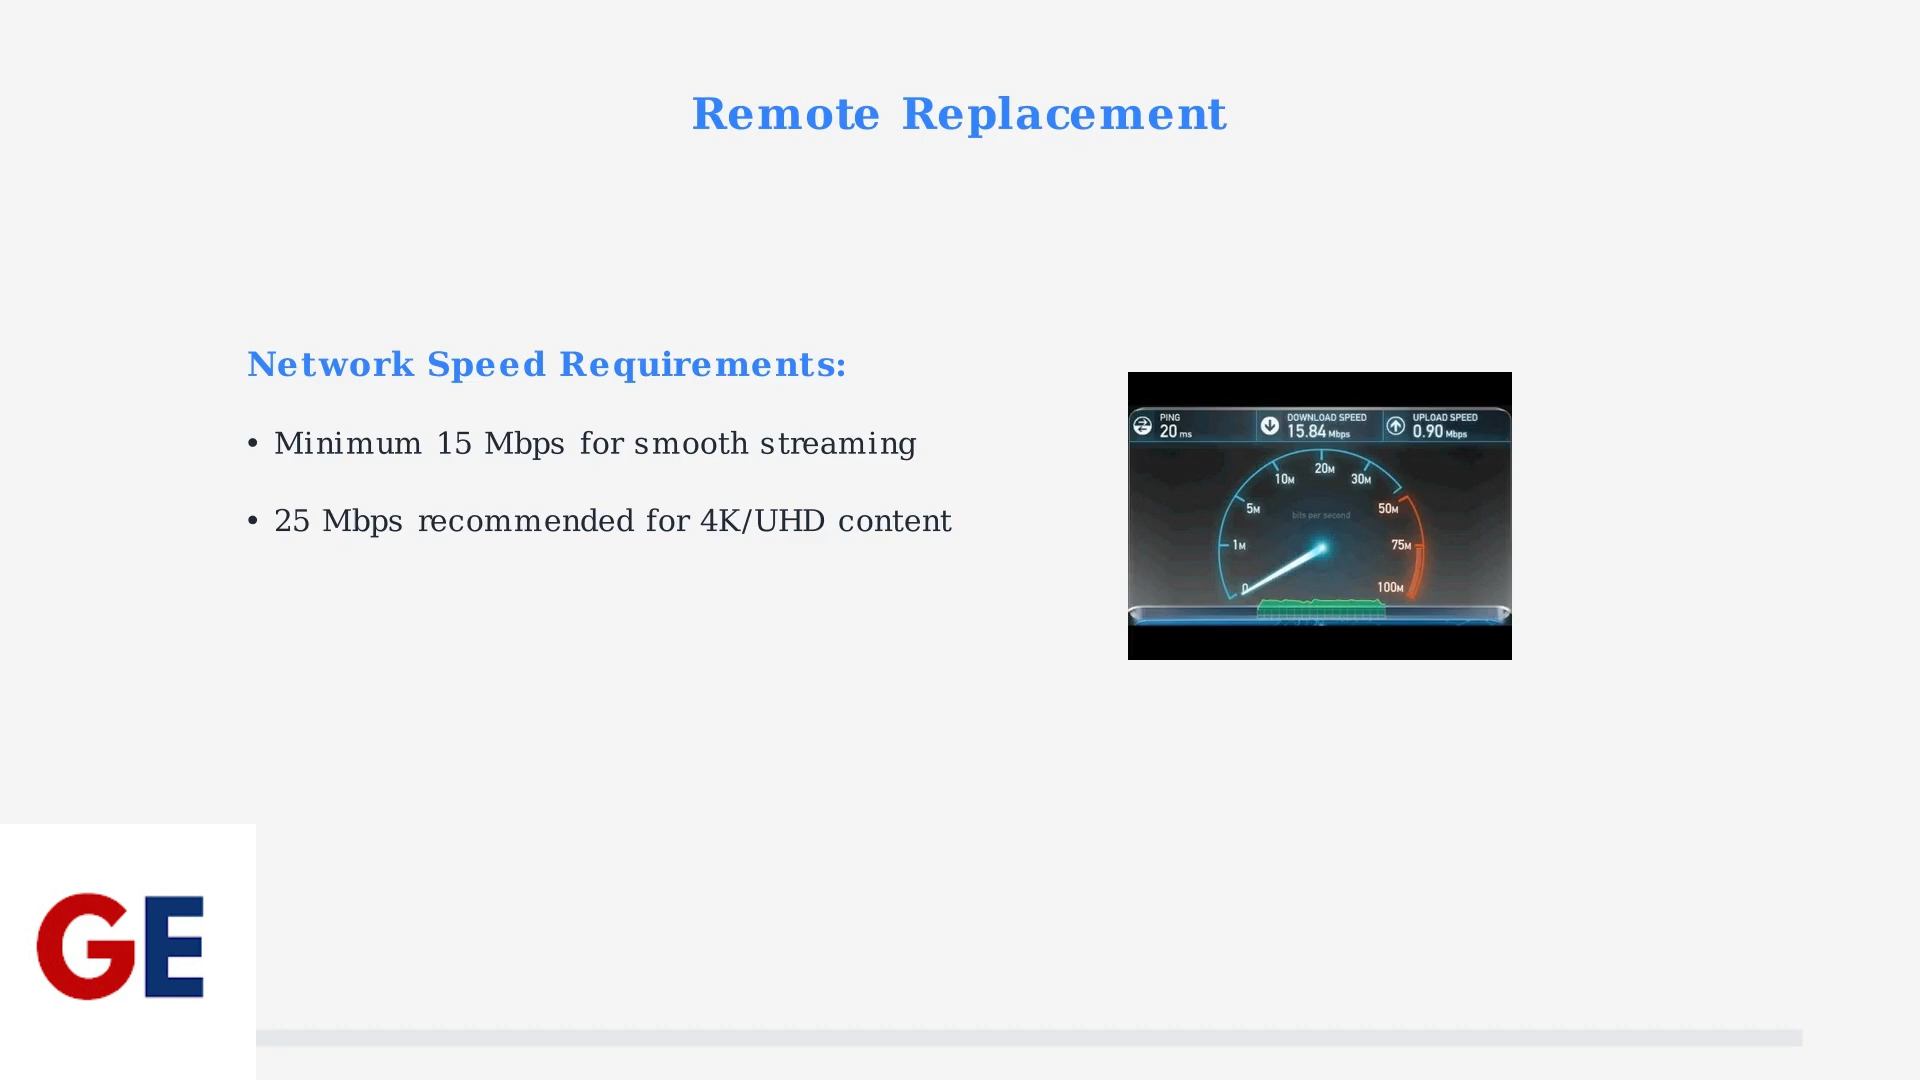 Remote Replacement
Network Speed Requirements:
• Minimum 15 Mbps for smooth streaming
• 25 Mbps recommended for 4K/UHD content
PING
20 ms
DOWNLOAD SPEED
15.84 Mbps
UPLOAD SPEED
0.90 Mbps
20M
10M
30M
5M
50M
bits per second
1M
75M
0
100M
GE